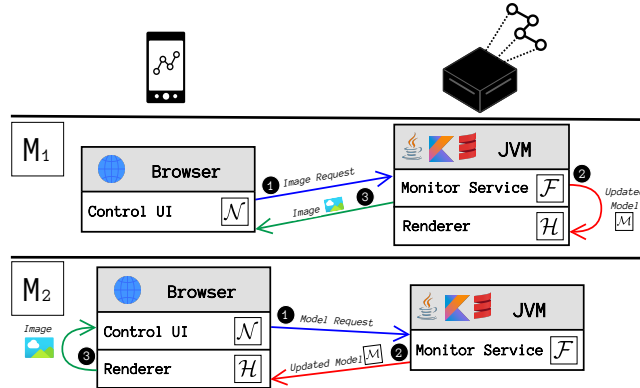 M₁
Browser
Control UI 𝒩
JVM
Monitor Service ℱ
Renderer ℋ
1 Image Request
Image 3
2
Updated
Model
ℳ
M₂
Browser
Control UI 𝒩
Renderer ℋ
JVM
Monitor Service ℱ
1 Model Request
Updated Model ℳ 2
Image
3